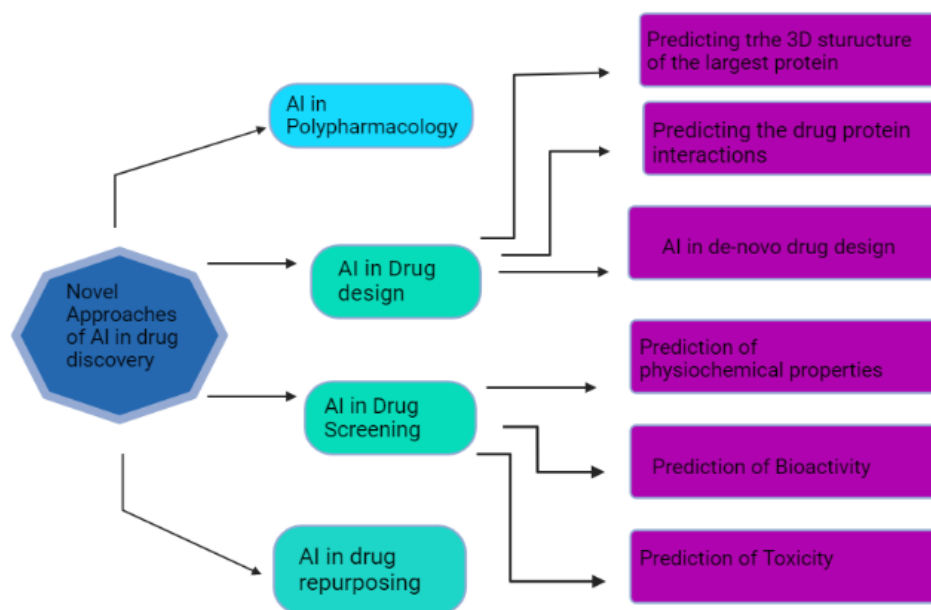 Novel
Approaches
of AI in drug
discovery
AI in
Polypharmacology
AI in Drug
design
AI in Drug
Screening
AI in drug
repurposing
Predicting trhe 3D sturucture
of the largest protein
Predicting the drug protein
interactions
AI in de-novo drug design
Prediction of
physiochemical properties
Prediction of Bioactivity
Prediction of Toxicity